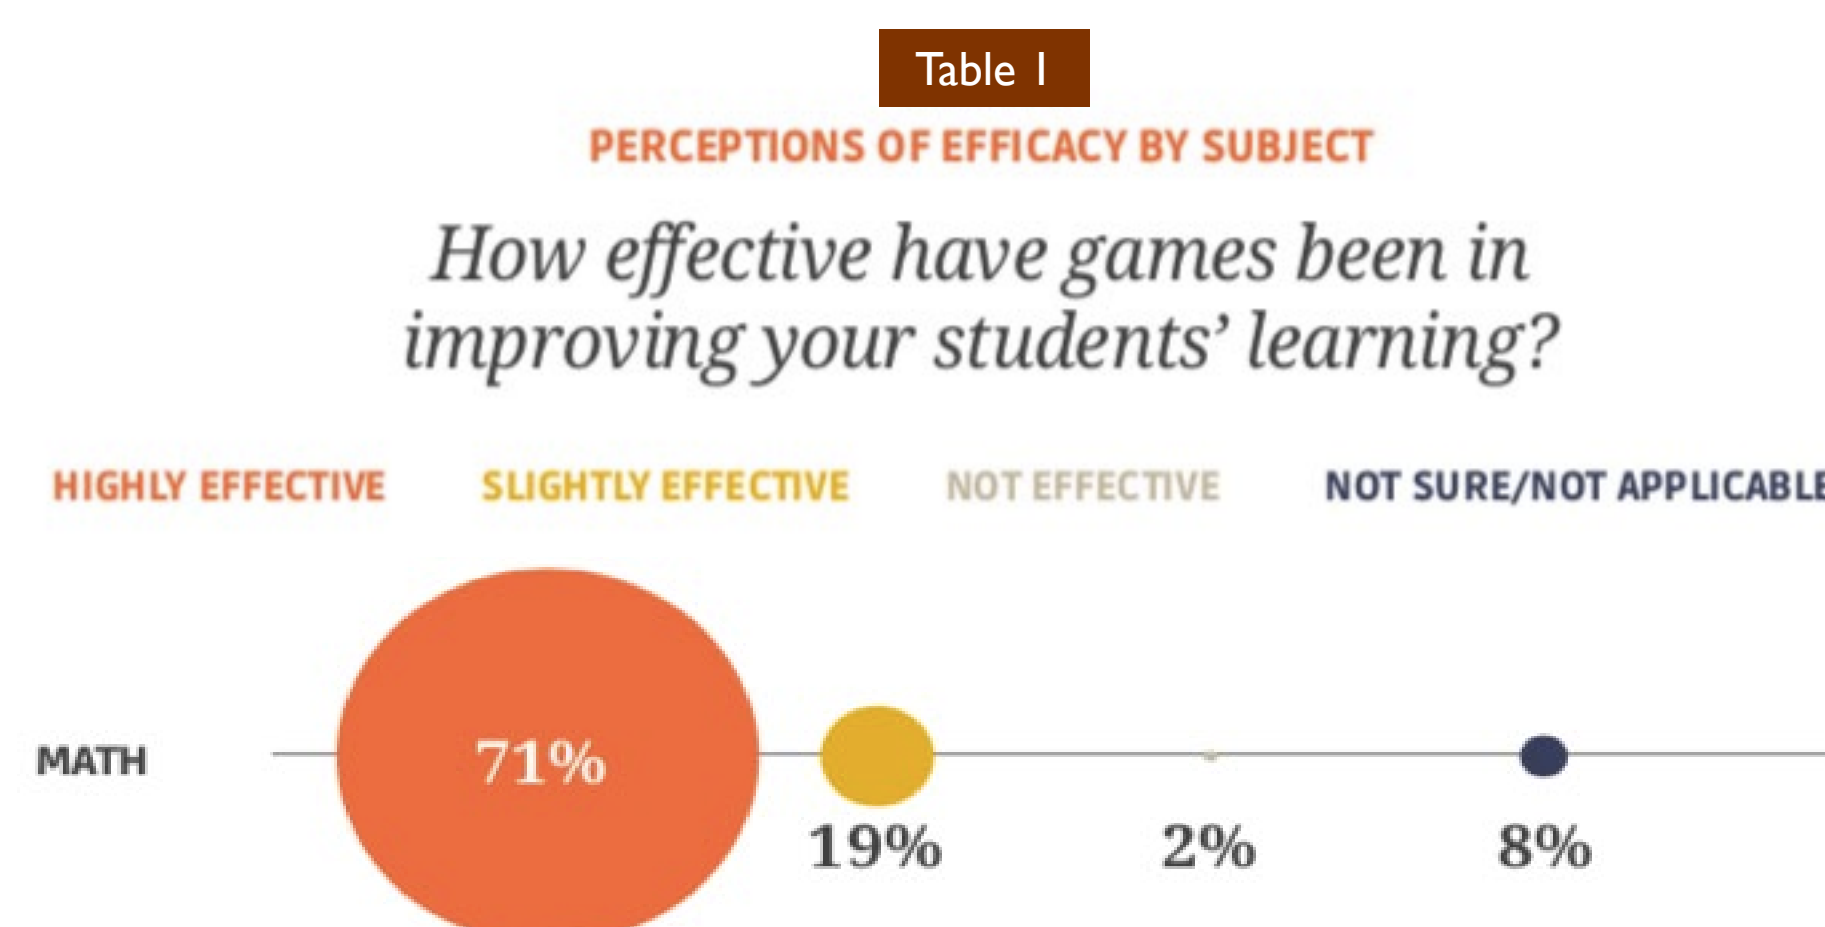 Table 1
PERCEPTIONS OF EFFICACY BY SUBJECT
How effective have games been in
improving your students’ learning?
HIGHLY EFFECTIVE SLIGHTLY EFFECTIVE NOT EFFECTIVE NOT SURE/NOT APPLICABLE
MATH 71%
19% 2% 8%